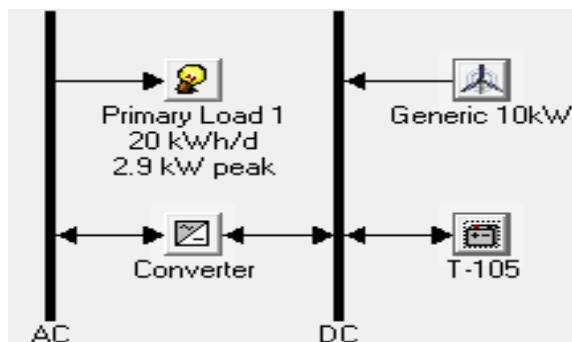 Primary Load 1
20 kWh/d
2.9 kW peak
Generic 10kW
Converter
T-105
AC
DC